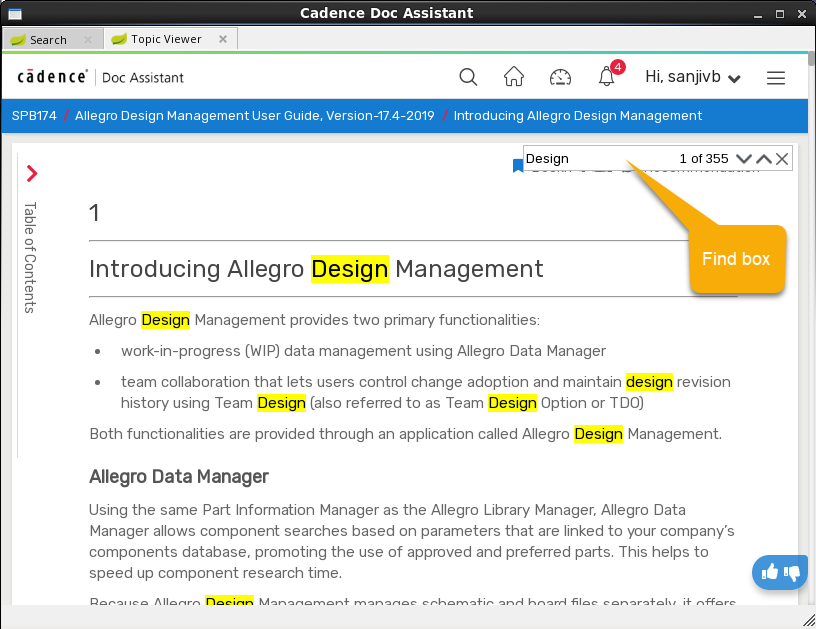 Cadence Doc Assistant
Search
Topic Viewer
cādence® Doc Assistant
4
Hi, sanjivb
SPB174 / Allegro Design Management User Guide, Version-17.4-2019 / Introducing Allegro Design Management
Design 1 of 355
Find box
Table of Contents
1
Introducing Allegro Design Management
Allegro Design Management provides two primary functionalities:
• work-in-progress (WIP) data management using Allegro Data Manager
• team collaboration that lets users control change adoption and maintain design revision
history using Team Design (also referred to as Team Design Option or TDO)
Both functionalities are provided through an application called Allegro Design Management.
Allegro Data Manager
Using the same Part Information Manager as the Allegro Library Manager, Allegro Data
Manager allows component searches based on parameters that are linked to your company's
components database, promoting the use of approved and preferred parts. This helps to
speed up component research time.
Because Allegro Design Management manages schematic and board files separately, it offers